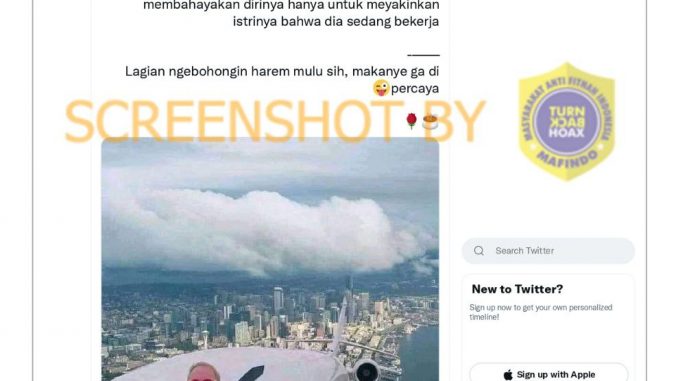 membahayakan dirinya hanya untuk meyakinkan
istrinya bahwa dia sedang bekerja
Lagian ngebohongin harem mulu sih, makanye ga di
😜percaya
🌹☕
SCREENSHOT BY
MASYARAKAT ANTI FITNAH INDONESIA
TURN
BACK
HOAX
MAFINDO
Search Twitter
New to Twitter?
Sign up now to get your own personalized
timeline!
Sign up with Apple